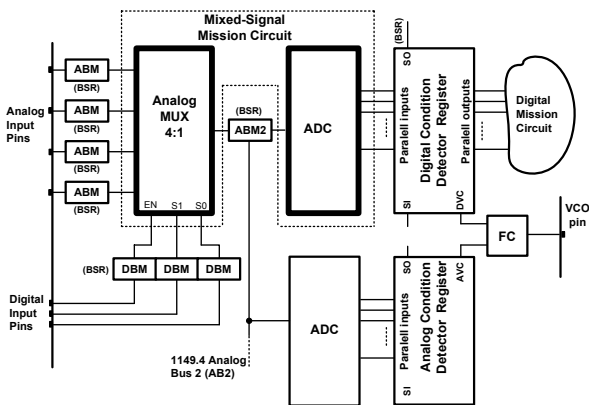 Mixed-Signal
Mission Circuit
ABM
(BSR)
ABM
(BSR)
ABM
(BSR)
ABM
(BSR)
Analog
Input
Pins
Analog
MUX
4:1
EN
S1
S0
(BSR)
ABM2
ADC
(BSR)
SO
Paralell inputs
SI
Digital Condition
Detector Register
Paralell outputs
DVC
Digital
Mission
Circuit
VCO
pin
FC
(BSR)
DBM
DBM
DBM
Digital
Input
Pins
1149.4 Analog
Bus 2 (AB2)
ADC
SO
Paralell inputs
SI
Analog Condition
Detector Register
AVC